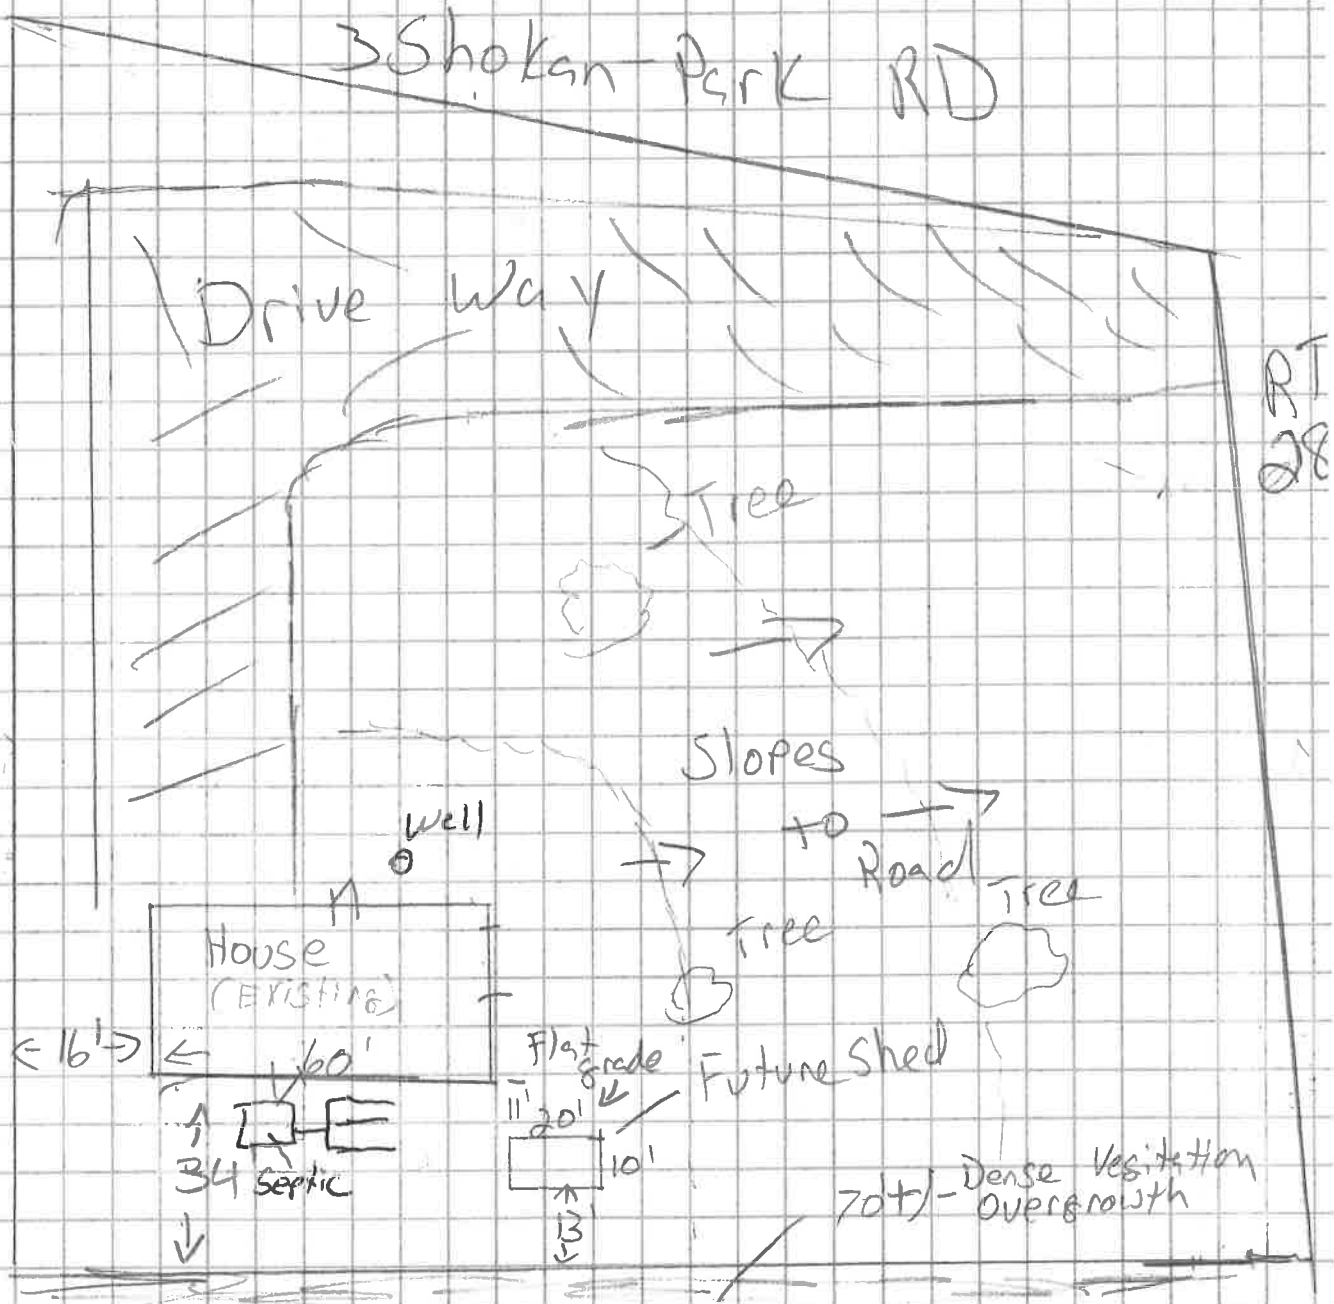 3 Shokan Park RD
Drive Way
RT
28
Tree
Slopes
to
Road
Well
Tree
Tree
House
(Existing)
16'
60'
Flat
grade
Future Shed
11'
20'
10'
34
Septic
13'
70+/- Dense Vegitation
Overgrowth